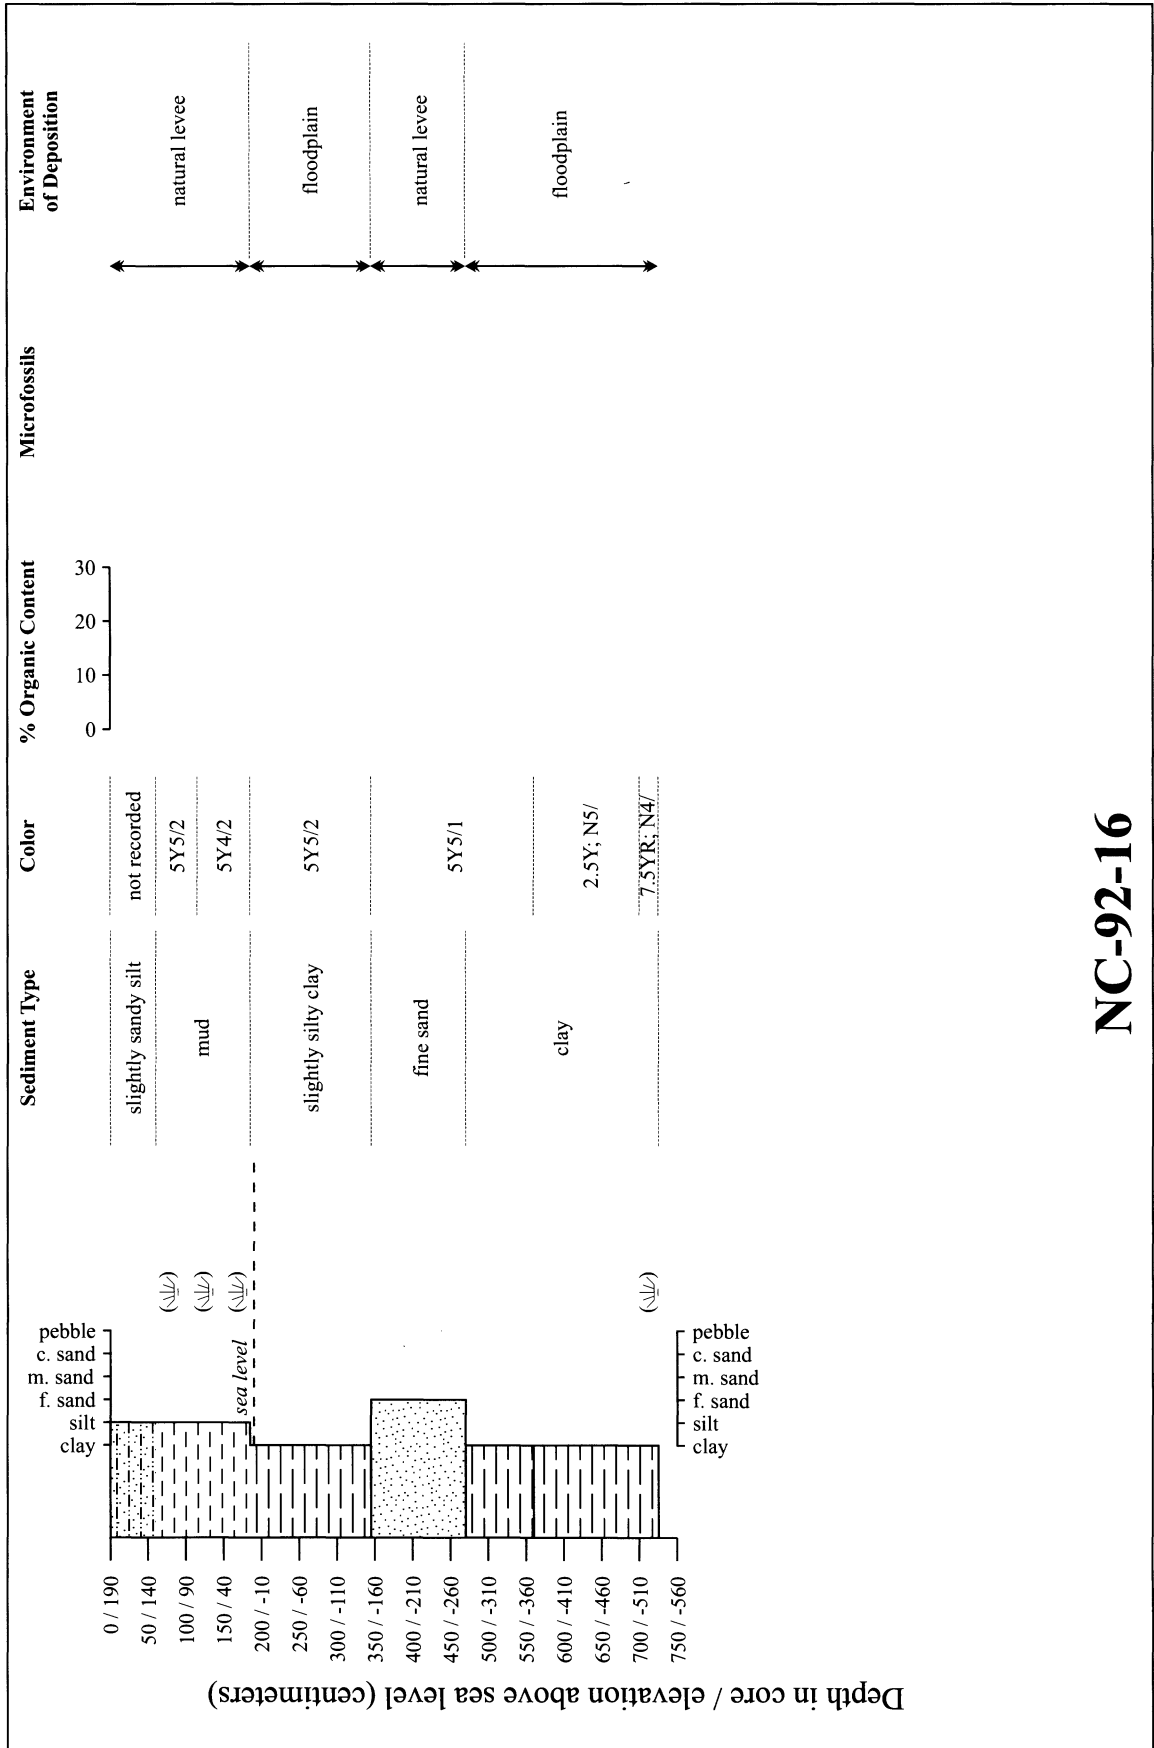 Depth in core / elevation above sea level (centimeters)
0 / 190
50 / 140
100 / 90
150 / 40
200 / -10
250 / -60
300 / -110
350 / -160
400 / -210
450 / -260
500 / -310
550 / -360
600 / -410
650 / -460
700 / -510
750 / -560
pebble
c. sand
m. sand
f. sand
silt
clay
sea level
pebble
c. sand
m. sand
f. sand
silt
clay
Sediment Type
slightly sandy silt
mud
slightly silty clay
fine sand
clay
Color
not recorded
5Y5/2
5Y4/2
5Y5/2
5Y5/1
2.5Y; N5/
7.5YR; N4/
% Organic Content
30
20
10
0
Microfossils
Environment
of Deposition
natural levee
floodplain
natural levee
floodplain
NC-92-16